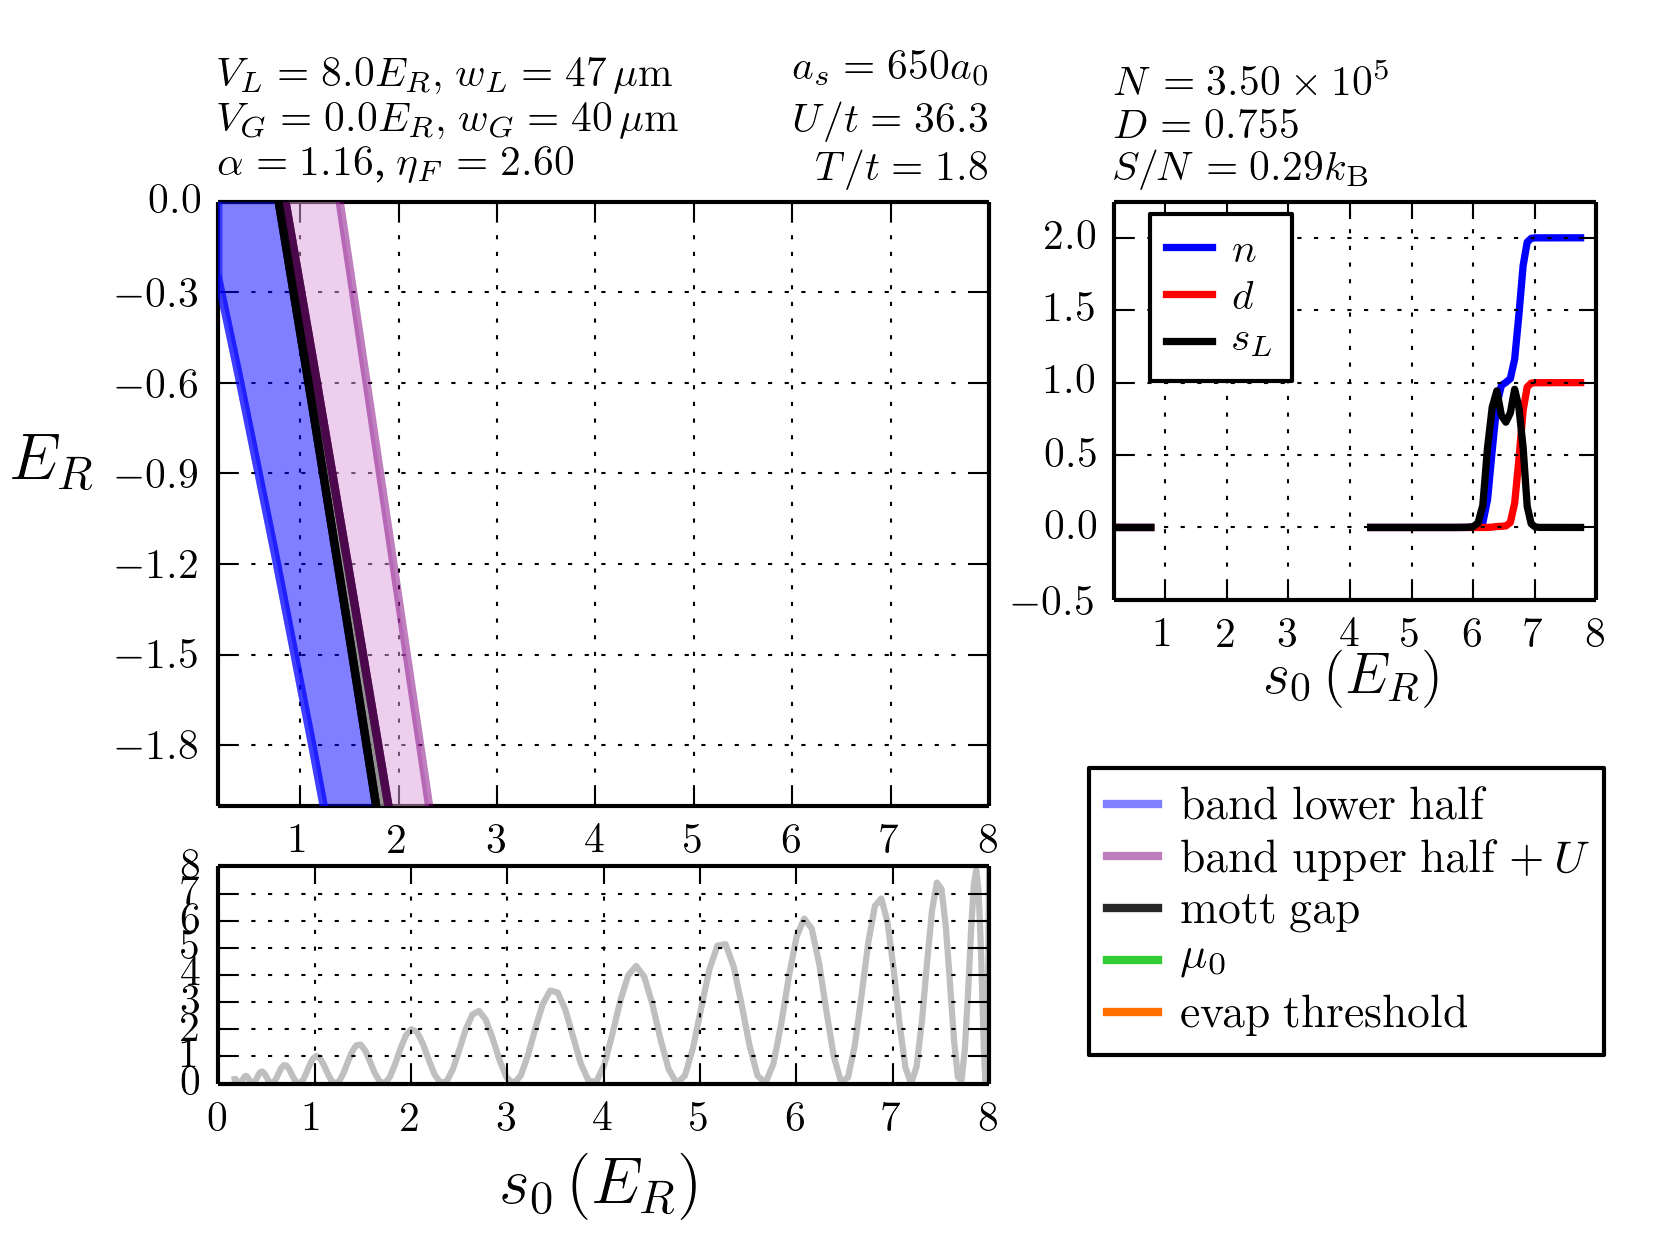 V_L = 8.0E_R, w_L = 47 μm
V_G = 0.0E_R, w_G = 40 μm
α = 1.16, η_F = 2.60
a_s = 650a_0
U/t = 36.3
T/t = 1.8
N = 3.50 × 10^5
D = 0.755
S/N = 0.29k_B
0.0
−0.3
−0.6
−0.9
−1.2
−1.5
−1.8
E_R
1 2 3 4 5 6 7 8
2.0
1.5
1.0
0.5
0.0
−0.5
n
d
s_L
1 2 3 4 5 6 7 8
s_0 (E_R)
8
7
6
5
4
3
2
1
0
0 1 2 3 4 5 6 7 8
s_0 (E_R)
band lower half
band upper half + U
mott gap
μ_0
evap threshold